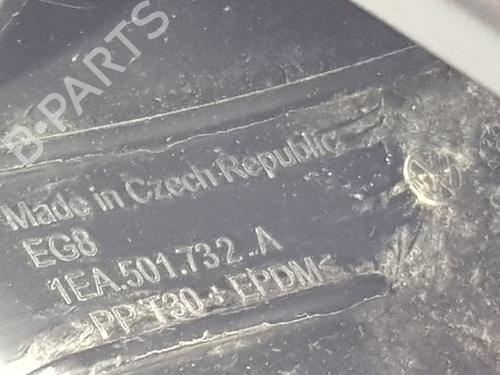 B-PARTS
Made in Czech Republic
EG8
1EA.501.732..A
>PP-T30+EPDM<